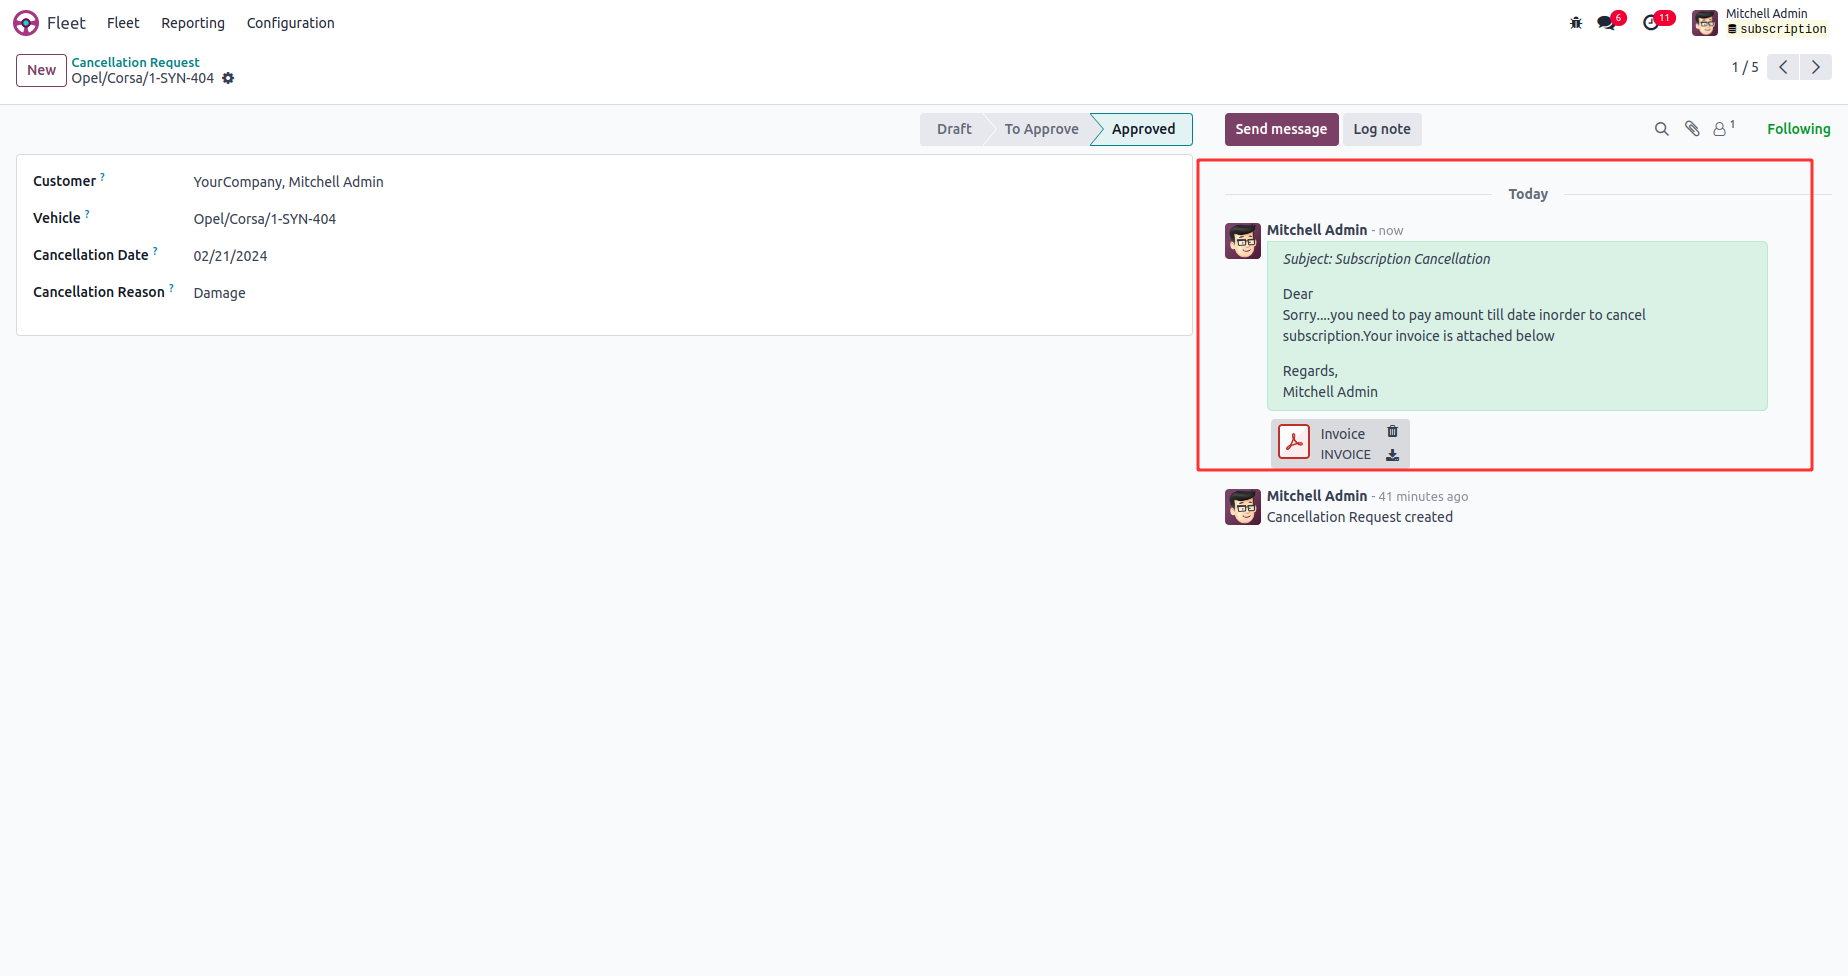 Fleet Fleet Reporting Configuration
6 11 Mitchell Admin
subscription
New Cancellation Request
Opel/Corsa/1-SYN-404
1 / 5
Draft To Approve Approved
Send message Log note 1 Following
Customer ? YourCompany, Mitchell Admin
Vehicle ? Opel/Corsa/1-SYN-404
Cancellation Date ? 02/21/2024
Cancellation Reason ? Damage
Today
Mitchell Admin - now
Subject: Subscription Cancellation
Dear
Sorry....you need to pay amount till date inorder to cancel
subscription.Your invoice is attached below
Regards,
Mitchell Admin
Invoice
INVOICE
Mitchell Admin - 41 minutes ago
Cancellation Request created